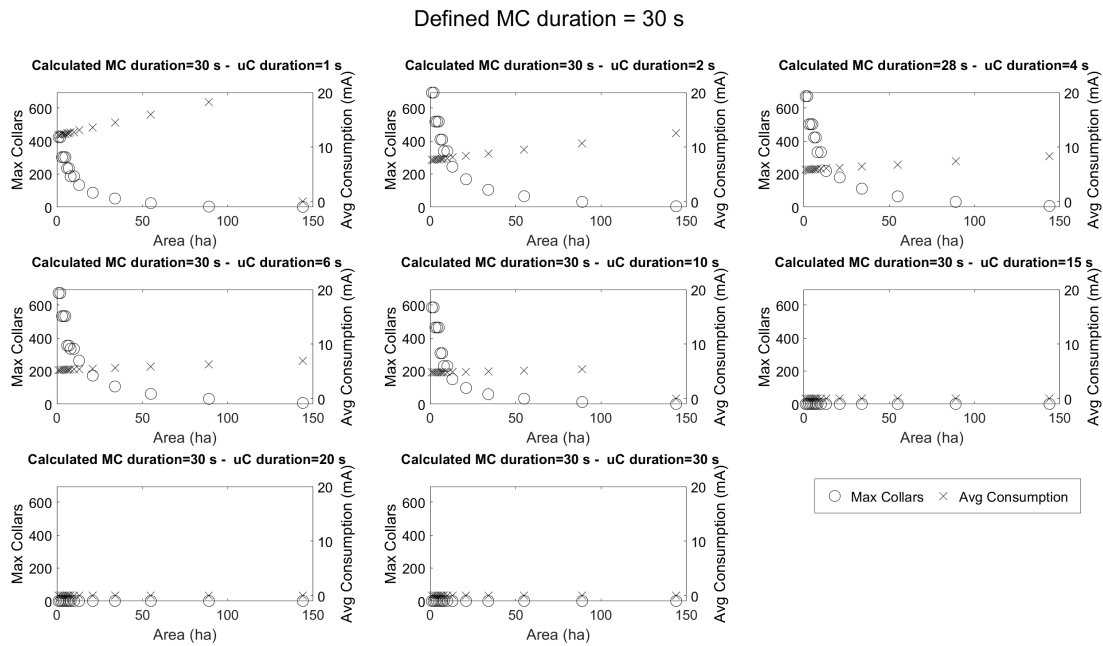 Defined MC duration = 30 s
Calculated MC duration=30 s - uC duration=1 s
Max Collars
600
400
200
0
0 50 100 150
Area (ha)
20
10
0
Avg Consumption (mA)
Calculated MC duration=30 s - uC duration=2 s
Max Collars
600
400
200
0
0 50 100 150
Area (ha)
20
10
0
Avg Consumption (mA)
Calculated MC duration=28 s - uC duration=4 s
Max Collars
600
400
200
0
0 50 100 150
Area (ha)
20
10
0
Avg Consumption (mA)
Calculated MC duration=30 s - uC duration=6 s
Max Collars
600
400
200
0
0 50 100 150
Area (ha)
20
10
0
Avg Consumption (mA)
Calculated MC duration=30 s - uC duration=10 s
Max Collars
600
400
200
0
0 50 100 150
Area (ha)
20
10
0
Avg Consumption (mA)
Calculated MC duration=30 s - uC duration=15 s
Max Collars
600
400
200
0
0 50 100 150
Area (ha)
20
10
0
Avg Consumption (mA)
Calculated MC duration=30 s - uC duration=20 s
Max Collars
600
400
200
0
0 50 100 150
Area (ha)
20
10
0
Avg Consumption (mA)
Calculated MC duration=30 s - uC duration=30 s
Max Collars
600
400
200
0
0 50 100 150
Area (ha)
20
10
0
Avg Consumption (mA)
Max Collars Avg Consumption